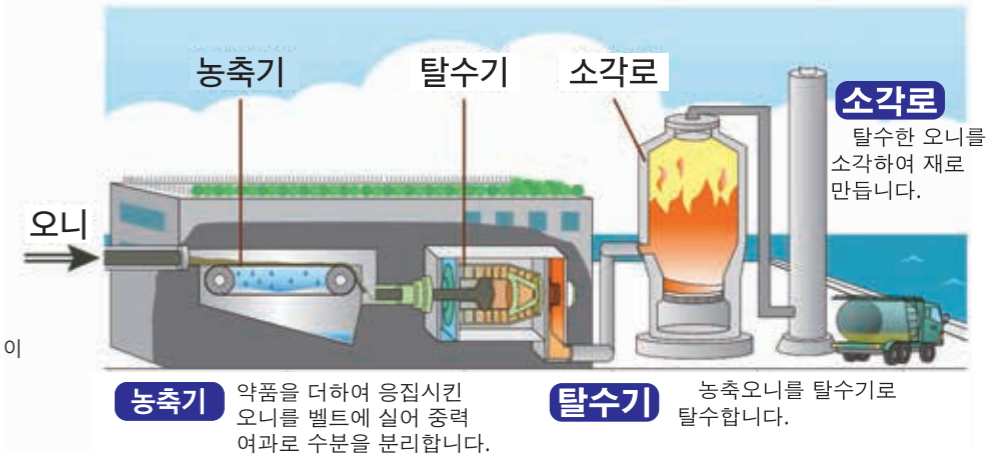 농축기
탈수기
소각로
소각로
탈수한 오니를
소각하여 재로
만듭니다.
오니
이
농축기
약품을 더하여 응집시킨
오니를 벨트에 실어 중력
여과로 수분을 분리합니다.
탈수기
농축오니를 탈수기로
탈수합니다.